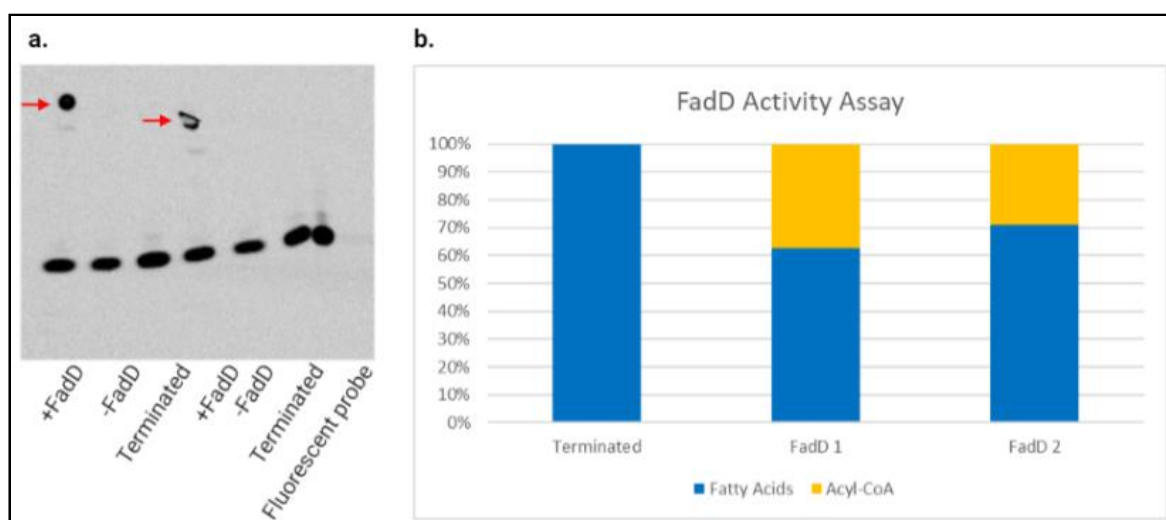 a.
+FadD
-FadD
Terminated
+FadD
-FadD
Terminated
Fluorescent probe
b.
FadD Activity Assay
100%
90%
80%
70%
60%
50%
40%
30%
20%
10%
0%
Terminated FadD 1 FadD 2
Fatty Acids Acyl-CoA